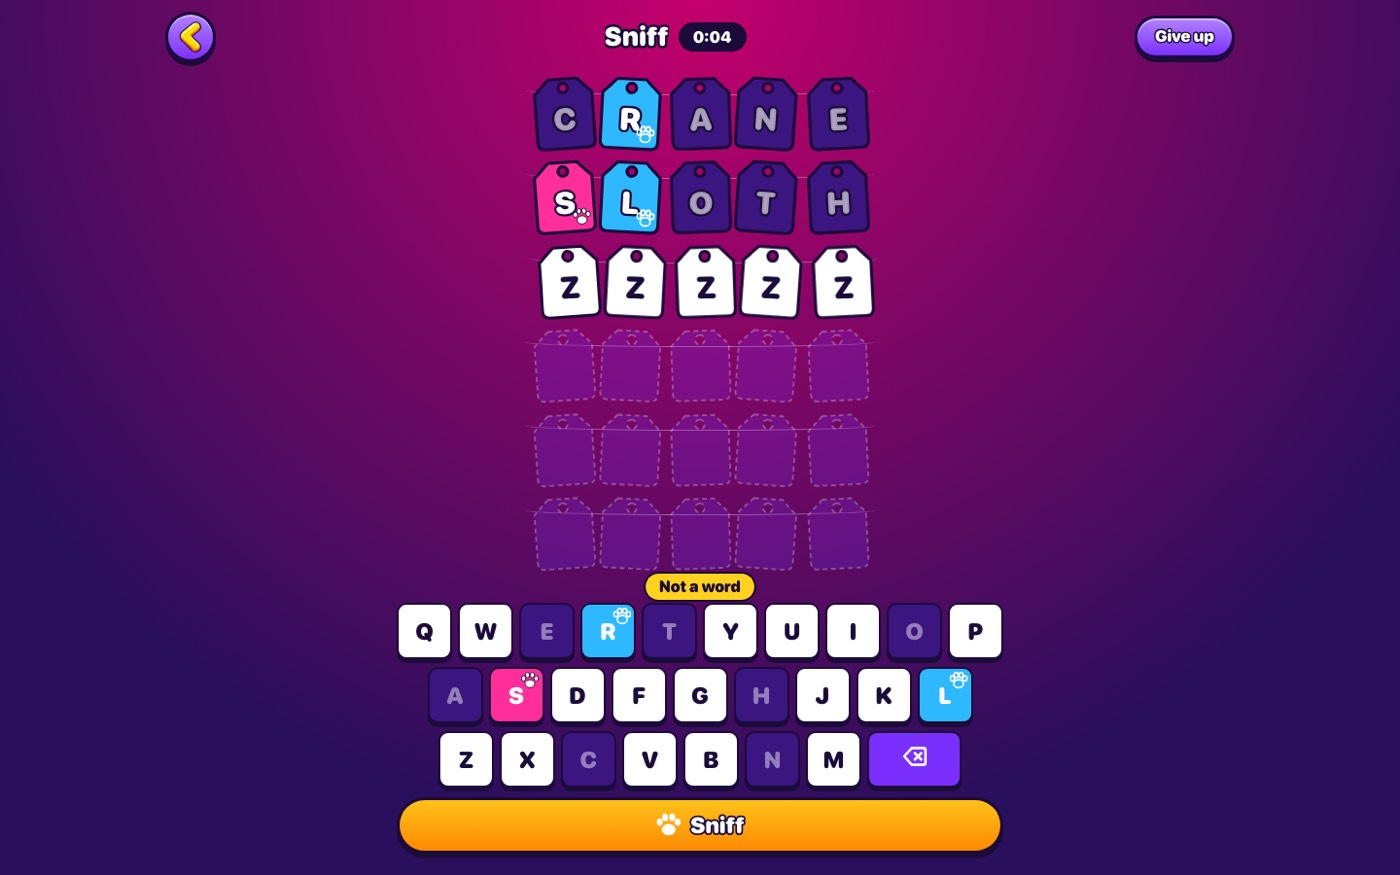 Sniff 0:04 Give up
C R A N E
S L O T H
Z Z Z Z Z
Not a word
Q W E R T Y U I O P
A S D F G H J K L
Z X C V B N M
Sniff